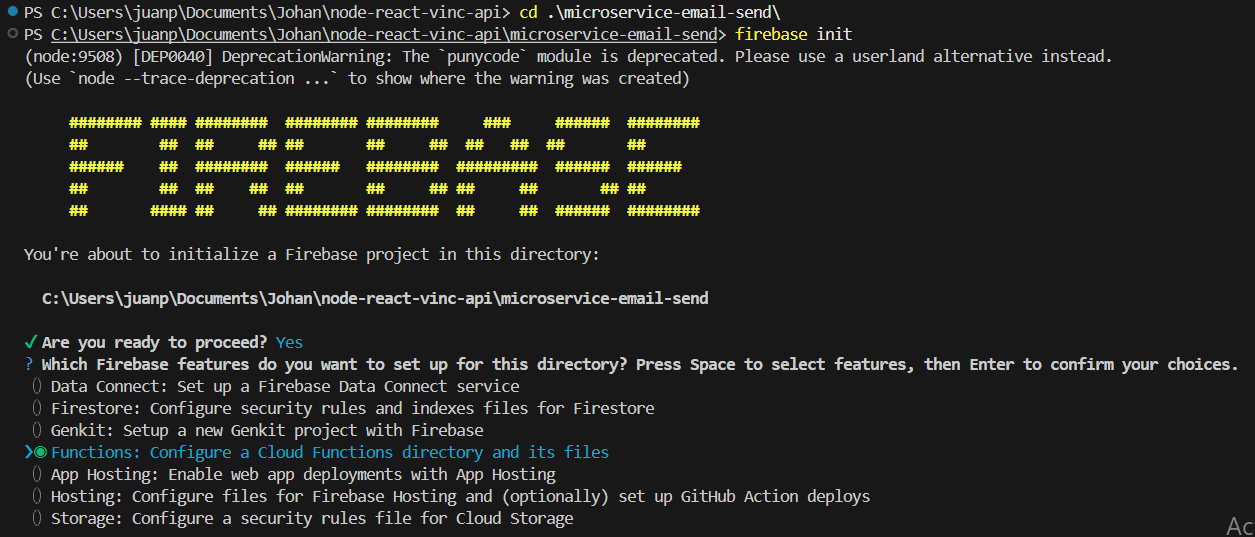 PS C:\Users\juanp\Documents\Johan\node-react-vinc-api> cd .\microservice-email-send\
PS C:\Users\juanp\Documents\Johan\node-react-vinc-api\microservice-email-send> firebase init
(node:9508) [DEP0040] DeprecationWarning: The `punycode` module is deprecated. Please use a userland alternative instead.
(Use `node --trace-deprecation ...` to show where the warning was created)
FIREBASE
You're about to initialize a Firebase project in this directory:
C:\Users\juanp\Documents\Johan\node-react-vinc-api\microservice-email-send
✔ Are you ready to proceed? Yes
? Which Firebase features do you want to set up for this directory? Press Space to select features, then Enter to confirm your choices.
( ) Data Connect: Set up a Firebase Data Connect service
( ) Firestore: Configure security rules and indexes files for Firestore
( ) Genkit: Setup a new Genkit project with Firebase
❯◉ Functions: Configure a Cloud Functions directory and its files
( ) App Hosting: Enable web app deployments with App Hosting
( ) Hosting: Configure files for Firebase Hosting and (optionally) set up GitHub Action deploys
( ) Storage: Configure a security rules file for Cloud Storage